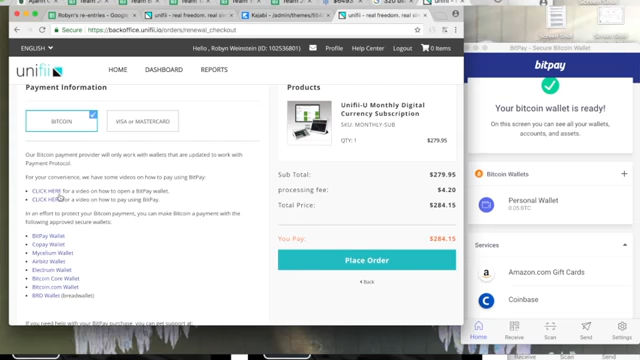 Robyn's re-entries - Google
unifii – real freedom. real
Kajabi - /admin/themes/664
unifii – real freedom. real sin
Secure
https://backoffice.unifii.io/orders/renewal_checkout
ENGLISH
Hello , Robyn Weinstein (ID: 102536801)
Profile
Help Center
Logout
0 Items
unifii
HOME
DASHBOARD
REPORTS
Payment Information
BITCOIN
VISA or MASTERCARD
Our Bitcoin payment provider will only work with wallets that are updated to work with
Payment Protocol.
For your convenience, we have some videos on how to pay using BitPay:
CLICK HERE for a video on how to open a BitPay wallet.
CLICK HERE for a video on how to pay using BitPay.
In an effort to protect your Bitcoin payment, you can make Bitcoin a payment with the
following approved secure wallets:
BitPay Wallet
Copay Wallet
Mycelium Wallet
Airbitz Wallet
Electrum Wallet
Bitcoin Core Wallet
Bitcoin.com Wallet
BRD Wallet (breadwallet)
If you need help with your BitPay purchase, you can get support at:
Products
Unifii-U Monthly Digital
Currency Subscription
SKU: MONTHLY-SUB
QTY: 1
$279.95
Sub Total:
$279.95
processing fee:
$4.20
Total Price:
$284.15
You Pay:
$284.15
Place Order
Back
BitPay – Secure Bitcoin Wallet
bitpay
Your bitcoin wallet is ready!
On this screen you can see all your wallets,
accounts, and assets.
Bitcoin Wallets
Personal Wallet
0.05 BTC
Services
Amazon.com Gift Cards
Coinbase
Home
Receive
Scan
Send
Settings